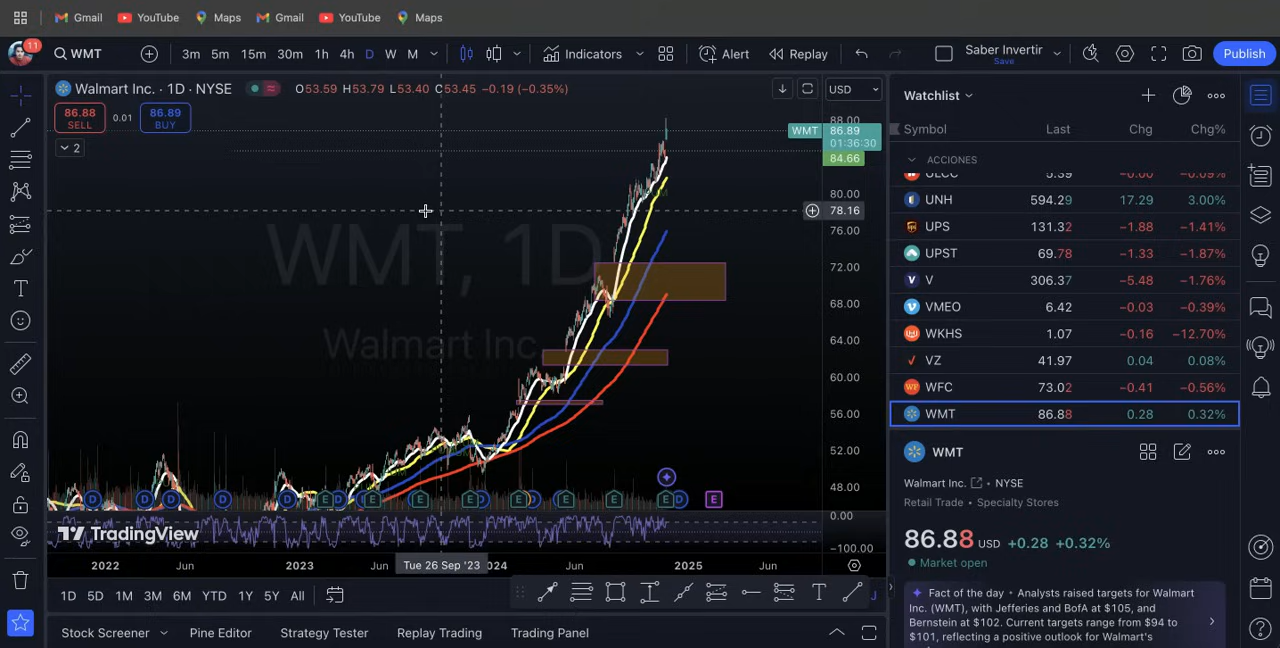 Gmail YouTube Maps Gmail YouTube Maps
11 WMT 3m 5m 15m 30m 1h 4h D W M Indicators Alert Replay Saber Invertir Save Publish
Walmart Inc. · 1D · NYSE O53.59 H53.79 L53.40 C53.45 −0.19 (−0.35%) USD
86.88 SELL 0.01 86.89 BUY
2
WMT, 1D
Walmart Inc
88.00
WMT 86.89
01:36:30
84.66
80.00
78.16
76.00
72.00
68.00
64.00
60.00
56.00
52.00
48.00
D D D D D E D E E E D E D E E E D E
0.00
−100.00
TradingView
2022 Jun 2023 Jun Tue 26 Sep '23 024 Jun 2025 Jun
1D 5D 1M 3M 6M YTD 1Y 5Y All
Stock Screener Pine Editor Strategy Tester Replay Trading Trading Panel
Watchlist
Symbol Last Chg Chg%
ACCIONES
UNH 594.29 17.29 3.00%
UPS 131.32 −1.88 −1.41%
UPST 69.78 −1.33 −1.87%
V 306.37 −5.48 −1.76%
VMEO 6.42 −0.03 −0.39%
WKHS 1.07 −0.16 −12.70%
VZ 41.97 0.04 0.08%
WFC 73.02 −0.41 −0.56%
WMT 86.88 0.28 0.32%
WMT
Walmart Inc. · NYSE
Retail Trade · Specialty Stores
86.88 USD +0.28 +0.32%
Market open
Fact of the day · Analysts raised targets for Walmart
Inc. (WMT), with Jefferies and BofA at $105, and
Bernstein at $102. Current targets range from $94 to
$101, reflecting a positive outlook for Walmart's